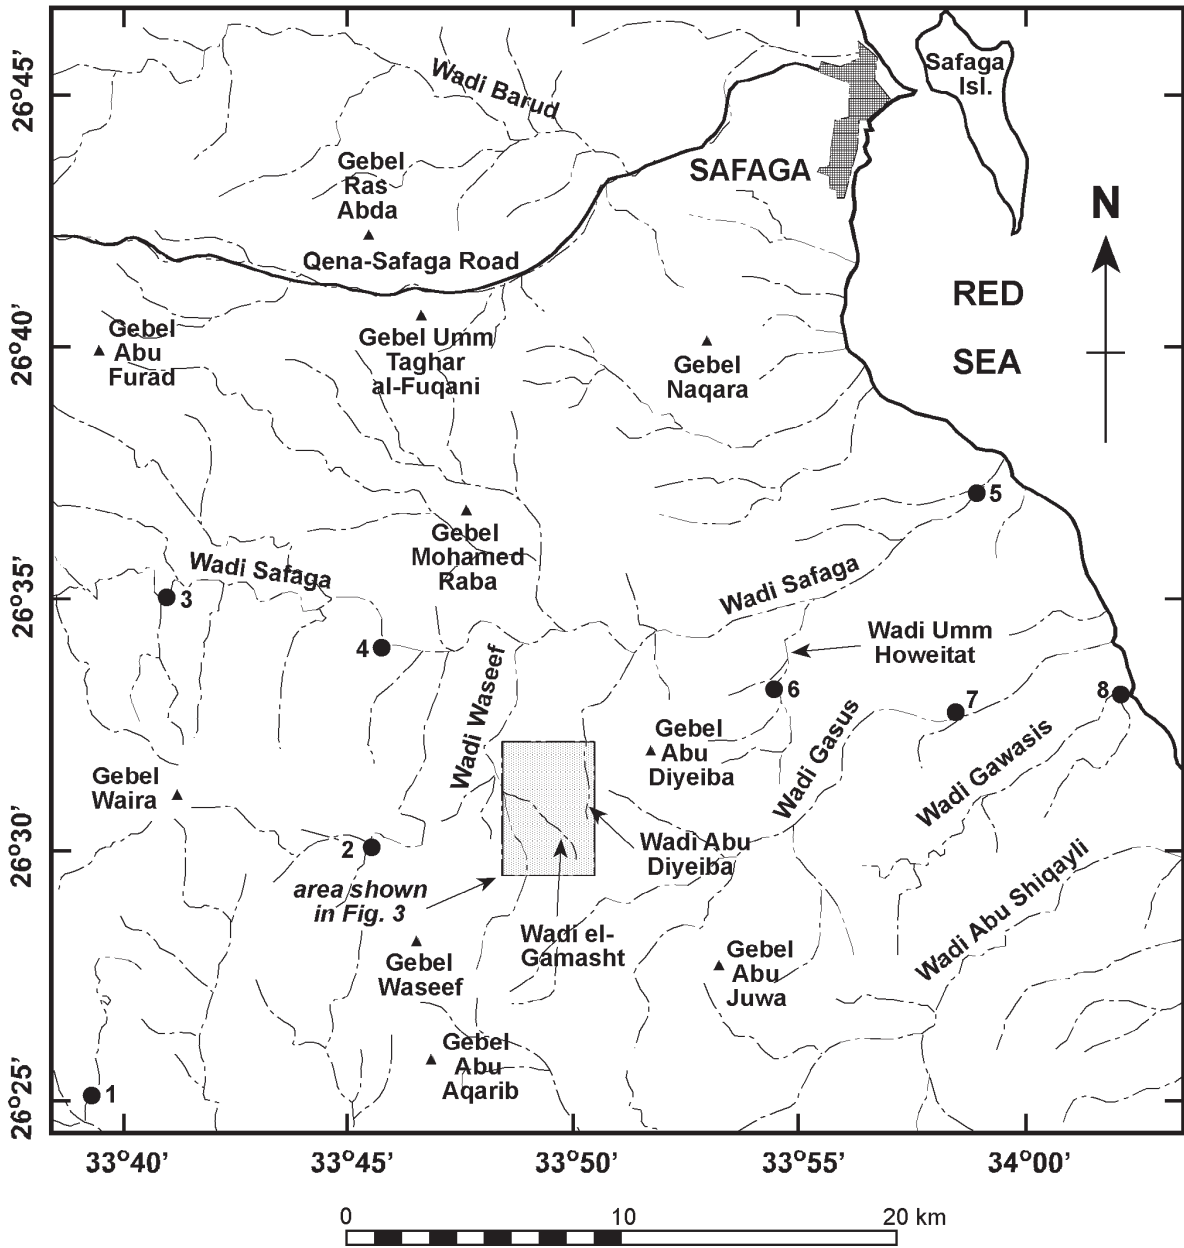 26°45'
26°40'
26°35'
26°30'
26°25'
Wadi Barud
Safaga
Isl.
SAFAGA
Gebel
Ras
Abda
N
Qena-Safaga Road
RED
SEA
Gebel
Abu
Furad
Gebel Umm
Taghar
al-Fuqani
Gebel
Naqara
5
Gebel
Mohamed
Raba
Wadi Safaga
3
Wadi Safaga
4
Wadi Umm
Howeitat
Wadi Waseef
6
7
8
Gebel
Abu
Diyeiba
Wadi Gasus
Wadi Gawasis
Gebel
Waira
2
Wadi Abu
Diyeiba
area shown
in Fig. 3
Wadi Abu Shiqayli
Wadi el-
Gamasht
Gebel
Waseef
Gebel
Abu
Juwa
Gebel
Abu
Aqarib
1
33°40'
33°45'
33°50'
33°55'
34°00'
0
10
20 km